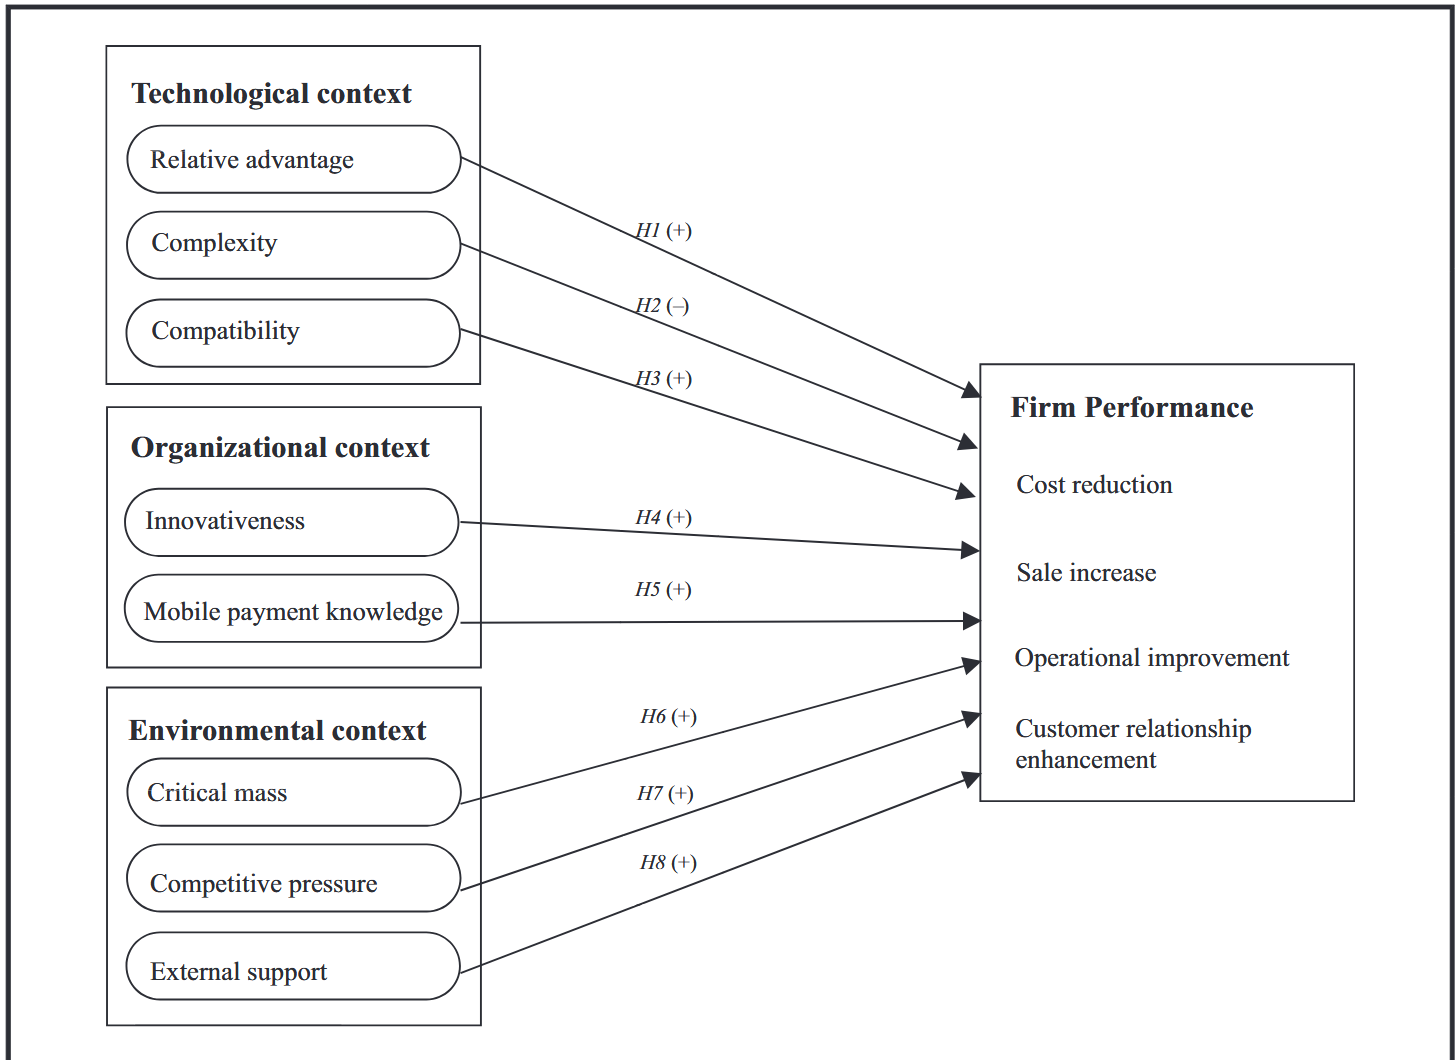 Technological context
Relative advantage
Complexity
Compatibility
Organizational context
Innovativeness
Mobile payment knowledge
Environmental context
Critical mass
Competitive pressure
External support
H1 (+)
H2 (–)
H3 (+)
H4 (+)
H5 (+)
H6 (+)
H7 (+)
H8 (+)
Firm Performance
Cost reduction
Sale increase
Operational improvement
Customer relationship
enhancement